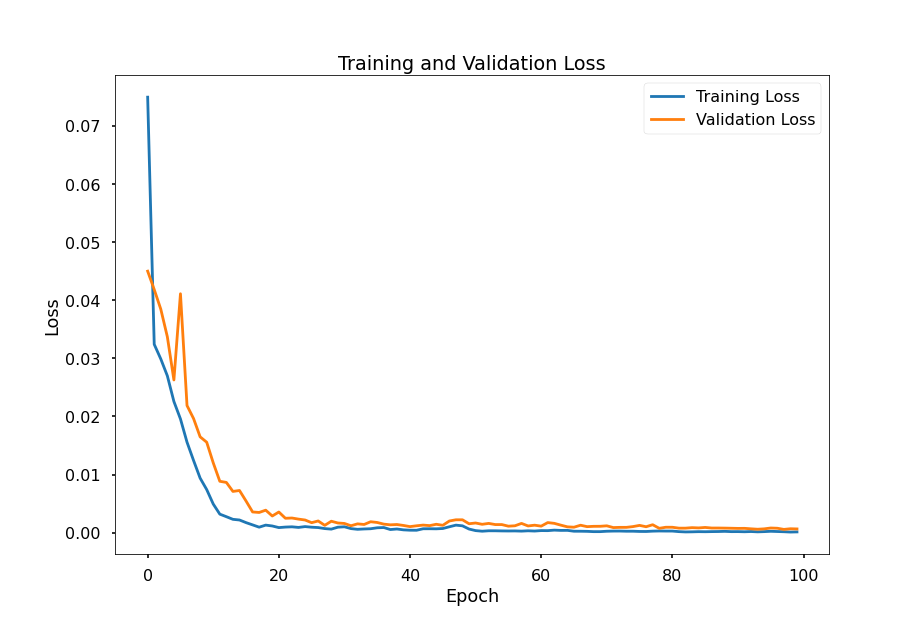 Training and Validation Loss
Training Loss
Validation Loss
0.07
0.06
0.05
0.04
0.03
0.02
0.01
0.00
Loss
0 20 40 60 80 100
Epoch